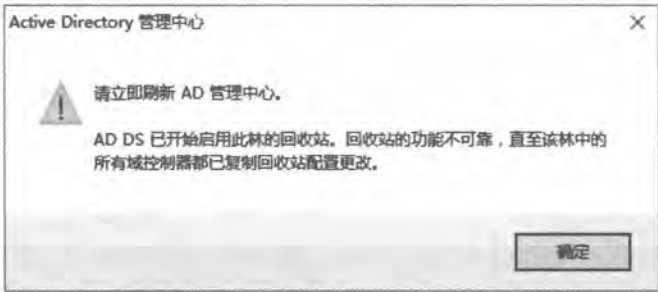 Active Directory 管理中心
请立即刷新 AD 管理中心。
AD DS 已开始启用此林的回收站。回收站的功能不可靠，直至该林中的
所有域控制器都已复制回收站配置更改。
确定